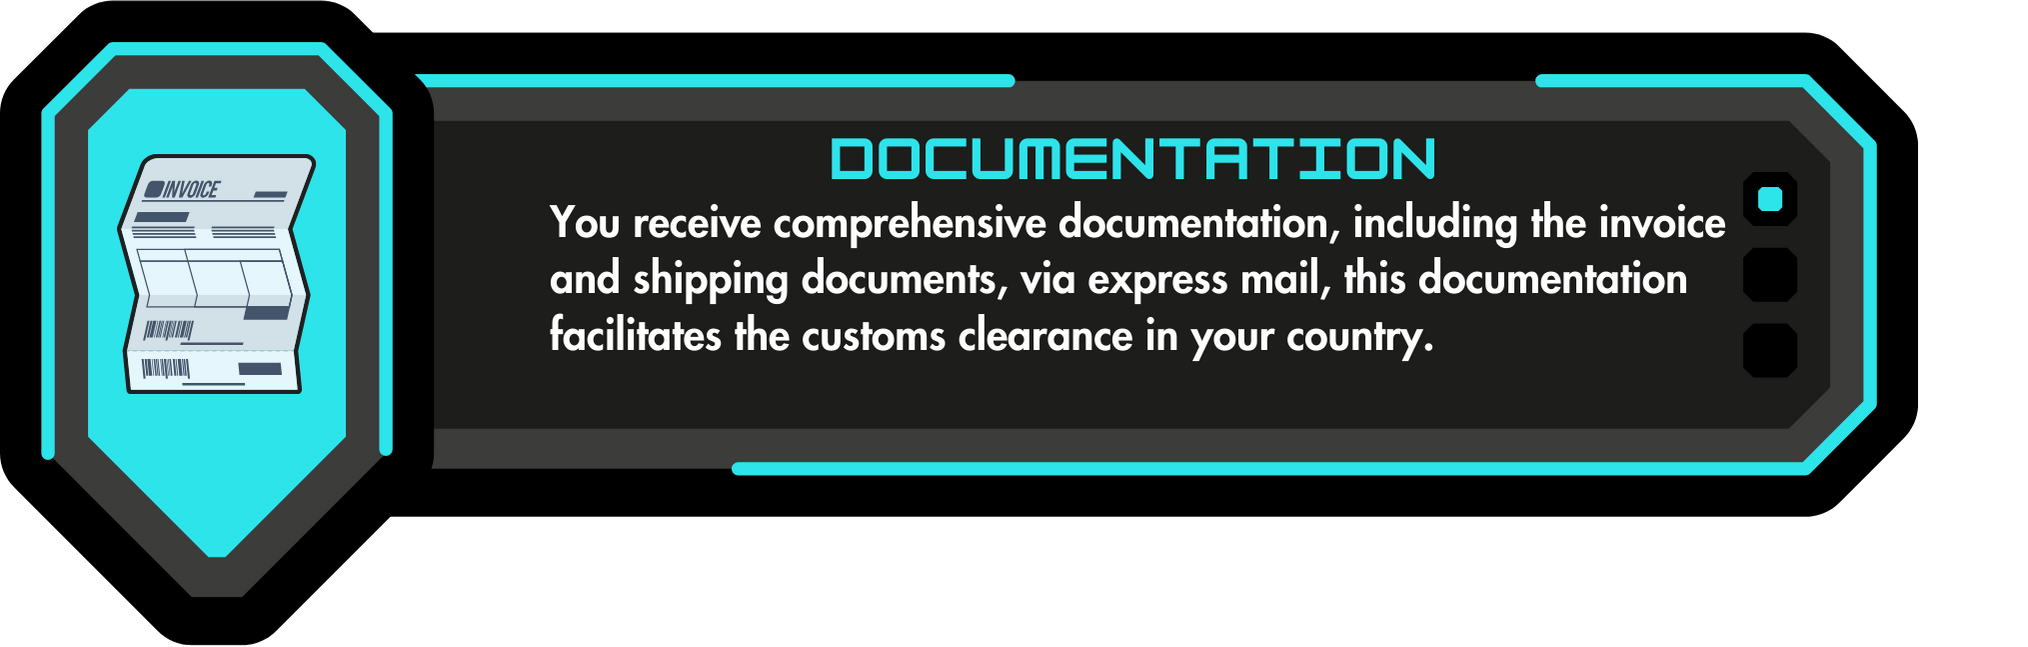 INVOICE
DOCUMENTATION
You receive comprehensive documentation, including the invoice
and shipping documents, via express mail, this documentation
facilitates the customs clearance in your country.